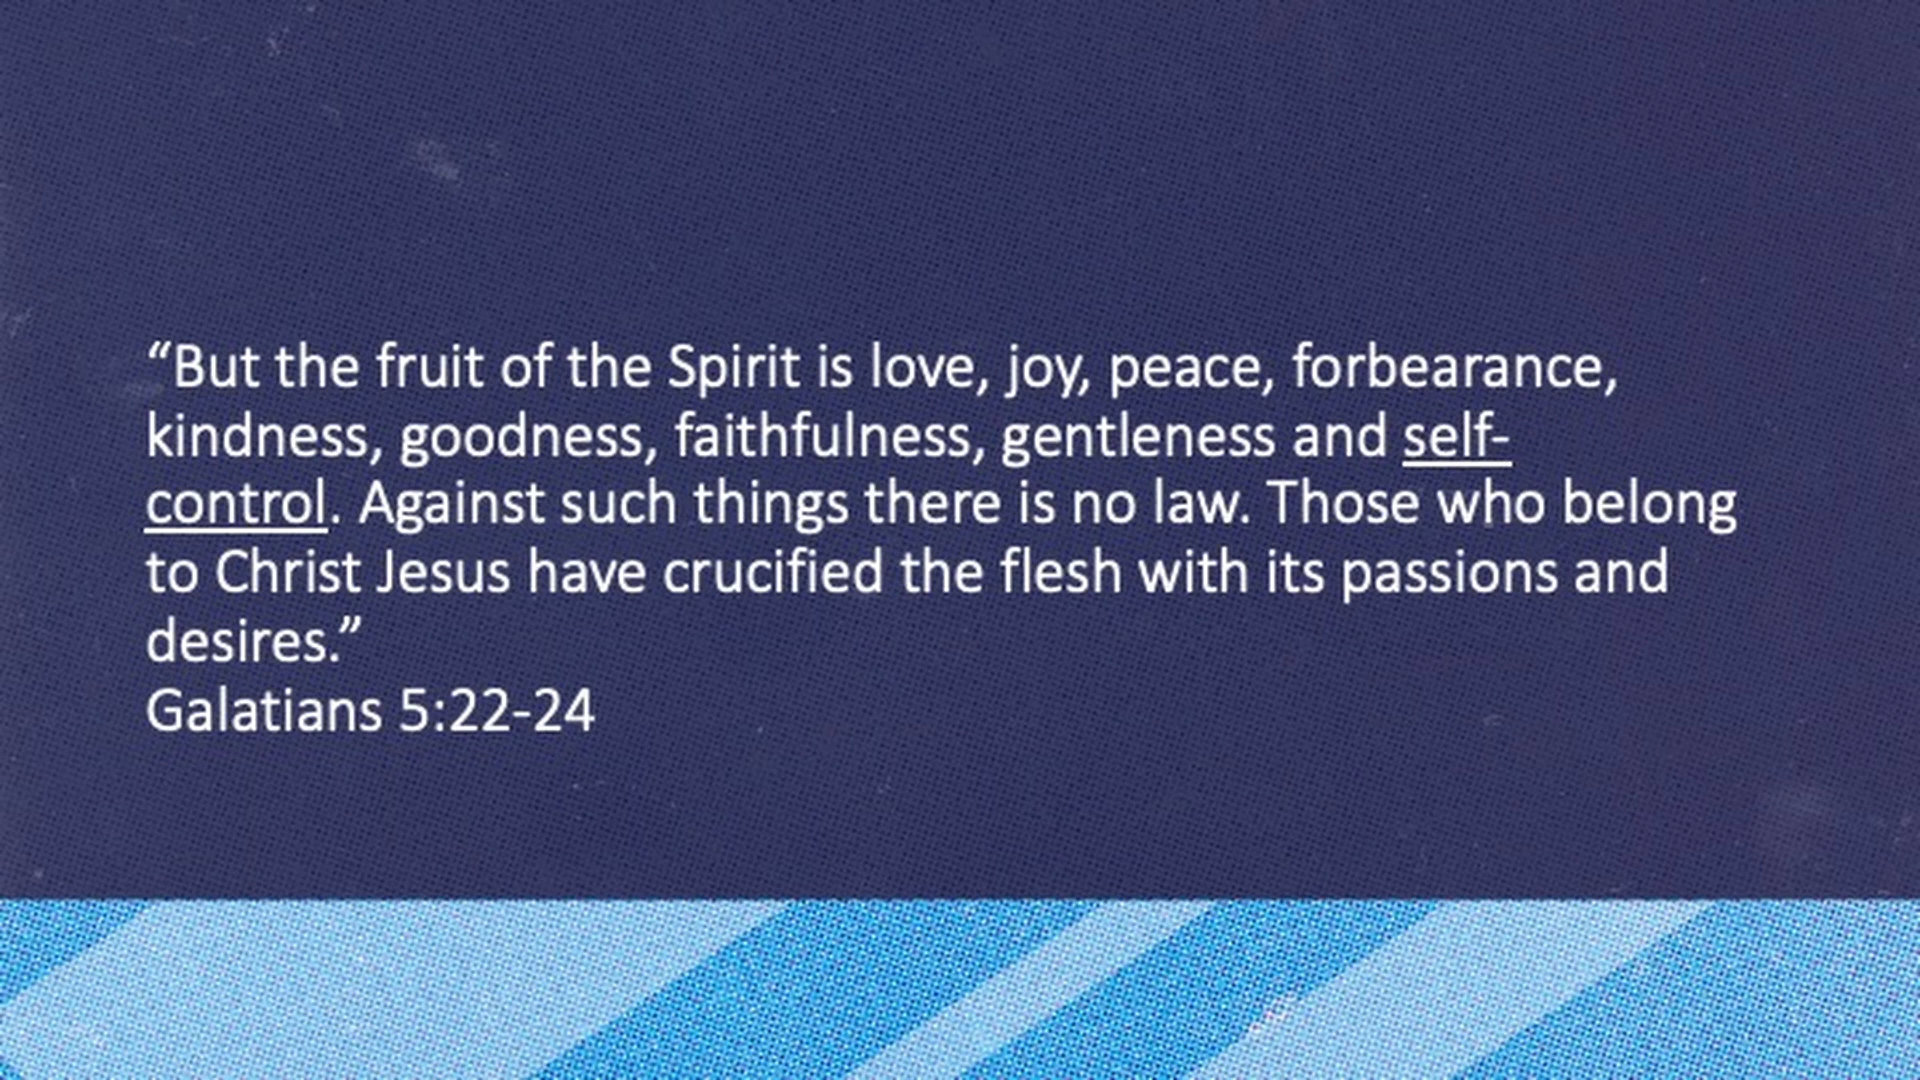 “But the fruit of the Spirit is love, joy, peace, forbearance,
kindness, goodness, faithfulness, gentleness and self-
control. Against such things there is no law. Those who belong
to Christ Jesus have crucified the flesh with its passions and
desires.”
Galatians 5:22-24